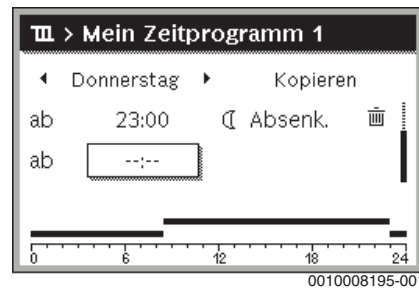 > Mein Zeitprogramm 1
Donnerstag Kopieren
ab 23:00 Absenk.
ab --:--
0 6 12 18 24
0010008195-001